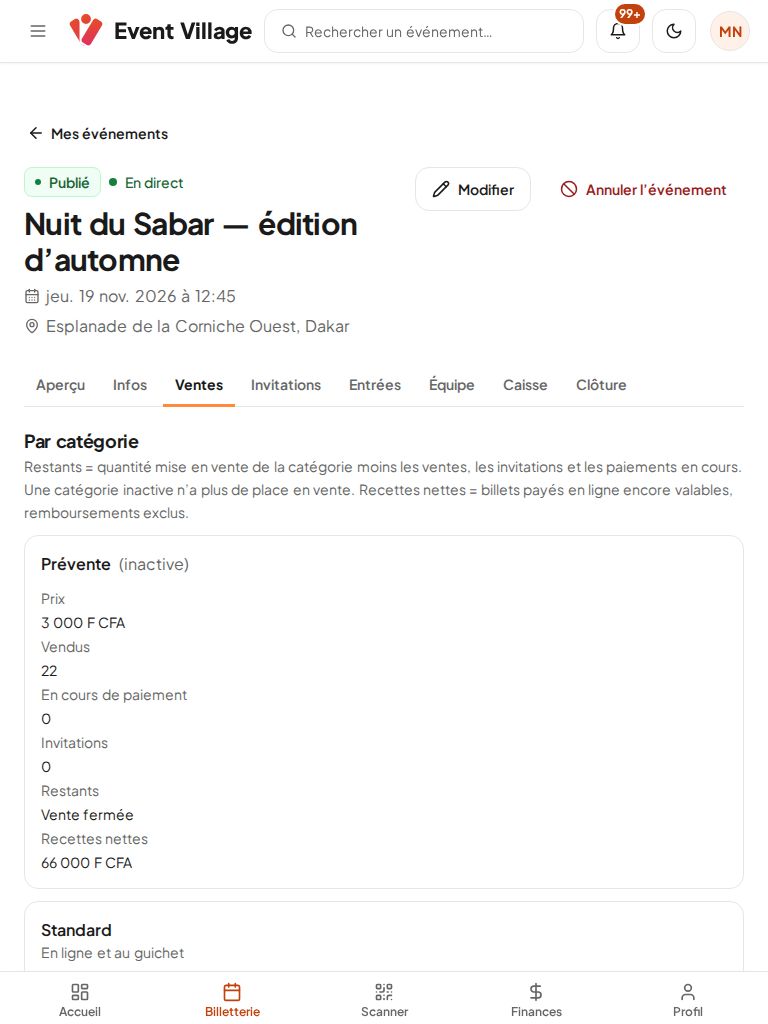 Event Village
Rechercher un événement…
99+
MN
Mes événements
Publié
En direct
Modifier
Annuler l’événement
Nuit du Sabar — édition
d’automne
jeu. 19 nov. 2026 à 12:45
Esplanade de la Corniche Ouest, Dakar
Aperçu Infos Ventes Invitations Entrées Équipe Caisse Clôture
Par catégorie
Restants = quantité mise en vente de la catégorie moins les ventes, les invitations et les paiements en cours.
Une catégorie inactive n’a plus de place en vente. Recettes nettes = billets payés en ligne encore valables,
remboursements exclus.
Prévente (inactive)
Prix
3 000 F CFA
Vendus
22
En cours de paiement
0
Invitations
0
Restants
Vente fermée
Recettes nettes
66 000 F CFA
Standard
En ligne et au guichet
Accueil Billetterie Scanner Finances Profil